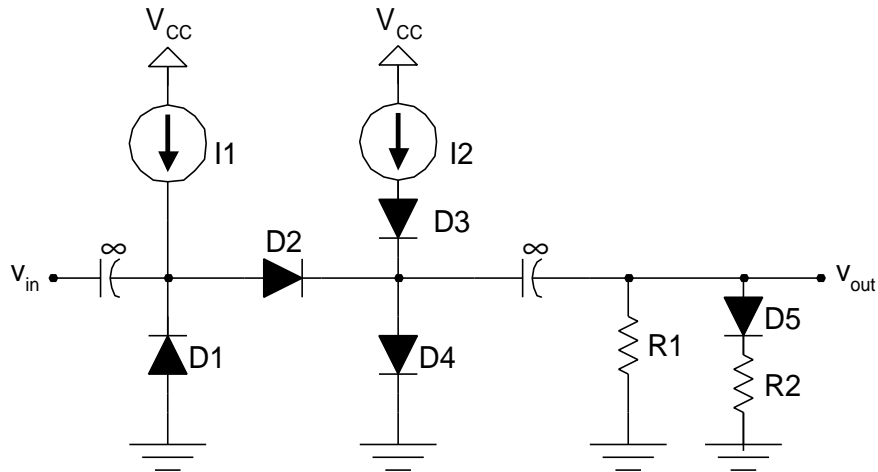 V_CC
V_CC
I1
I2
D3
D2
∞
∞
v_in
v_out
D1
D4
R1
D5
R2